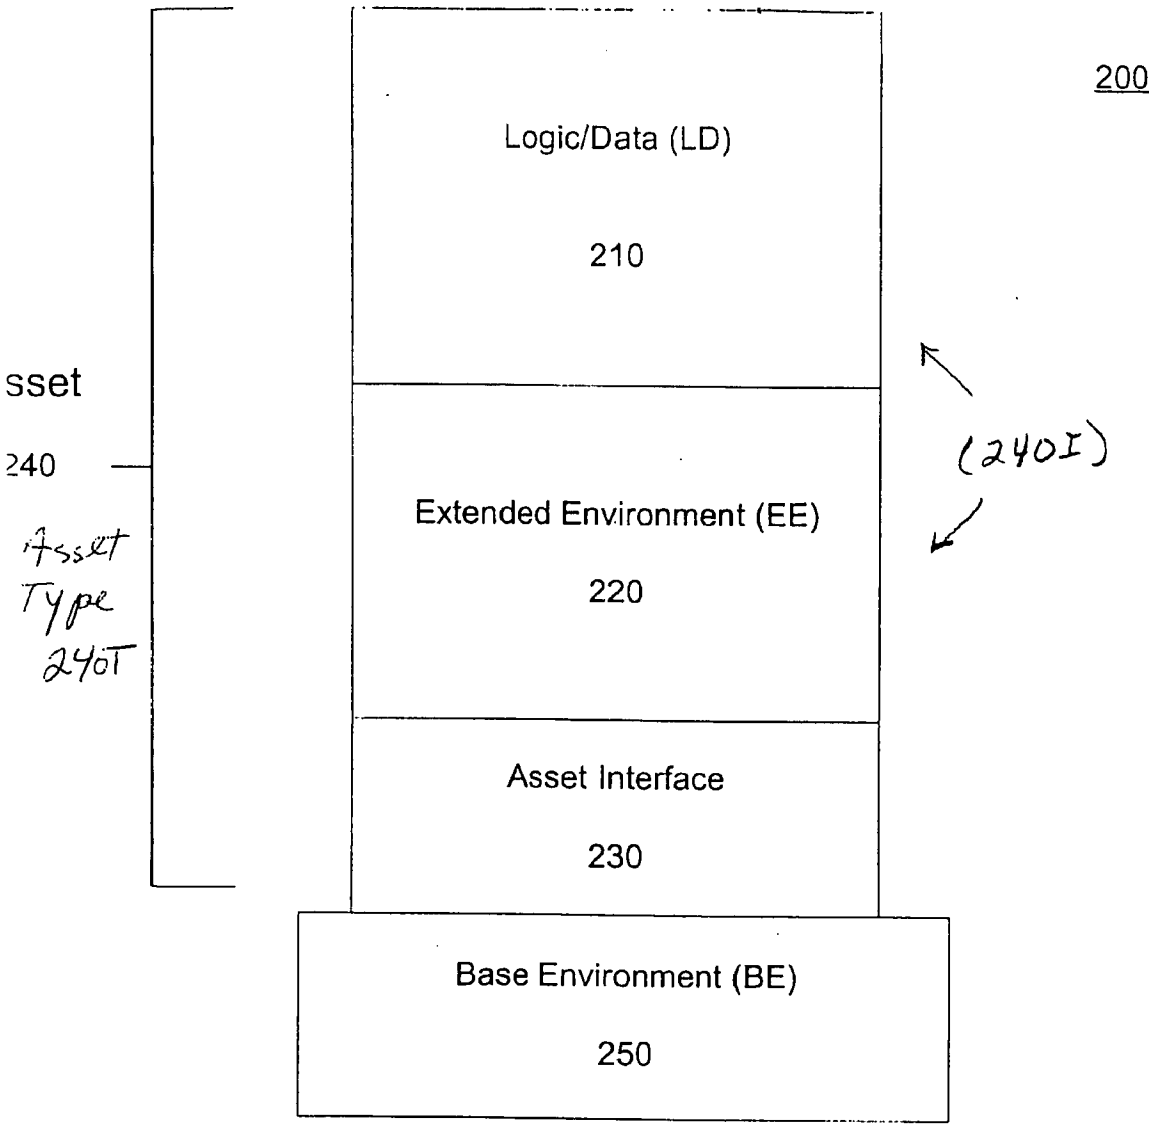 200
Logic/Data (LD)
210
sset
240
Asset
Type
240T
(240I)
Extended Environment (EE)
220
Asset Interface
230
Base Environment (BE)
250